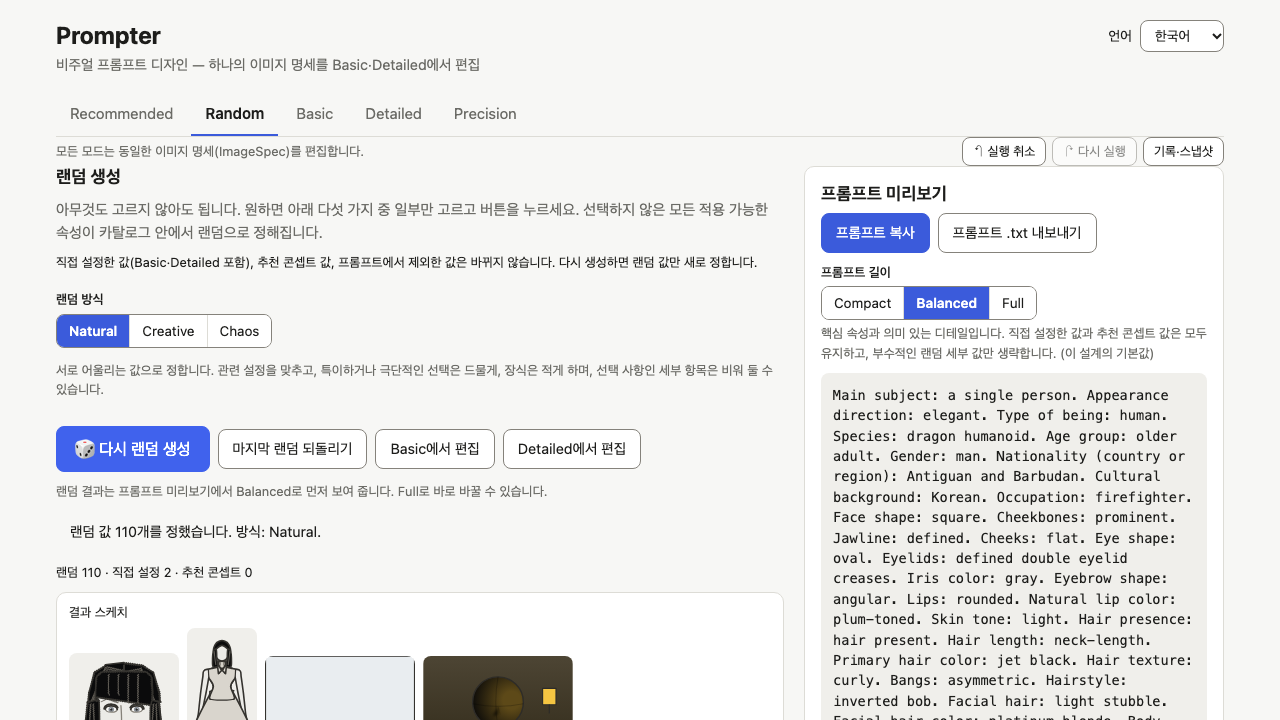 Prompter
언어
한국어
비주얼 프롬프트 디자인 — 하나의 이미지 명세를 Basic·Detailed에서 편집
Recommended
Random
Basic
Detailed
Precision
모든 모드는 동일한 이미지 명세(ImageSpec)를 편집합니다.
실행 취소
다시 실행
기록·스냅샷
랜덤 생성
아무것도 고르지 않아도 됩니다. 원하면 아래 다섯 가지 중 일부만 고르고 버튼을 누르세요. 선택하지 않은 모든 적용 가능한
속성이 카탈로그 안에서 랜덤으로 정해집니다.
직접 설정한 값(Basic·Detailed 포함), 추천 콘셉트 값, 프롬프트에서 제외한 값은 바뀌지 않습니다. 다시 생성하면 랜덤 값만 새로 정합니다.
랜덤 방식
Natural
Creative
Chaos
서로 어울리는 값으로 정합니다. 관련 설정을 맞추고, 특이하거나 극단적인 선택은 드물게, 장식은 적게 하며, 선택 사항인 세부 항목은 비워 둘 수
있습니다.
다시 랜덤 생성
마지막 랜덤 되돌리기
Basic에서 편집
Detailed에서 편집
랜덤 결과는 프롬프트 미리보기에서 Balanced로 먼저 보여 줍니다. Full로 바로 바꿀 수 있습니다.
랜덤 값 110개를 정했습니다. 방식: Natural.
랜덤 110 · 직접 설정 2 · 추천 콘셉트 0
결과 스케치
프롬프트 미리보기
프롬프트 복사
프롬프트 .txt 내보내기
프롬프트 길이
Compact
Balanced
Full
핵심 속성과 의미 있는 디테일입니다. 직접 설정한 값과 추천 콘셉트 값은 모두
유지하고, 부수적인 랜덤 세부 값만 생략합니다. (이 설계의 기본값)
Main subject: a single person. Appearance
direction: elegant. Type of being: human.
Species: dragon humanoid. Age group: older
adult. Gender: man. Nationality (country or
region): Antiguan and Barbudan. Cultural
background: Korean. Occupation: firefighter.
Face shape: square. Cheekbones: prominent.
Jawline: defined. Cheeks: flat. Eye shape:
oval. Eyelids: defined double eyelid
creases. Iris color: gray. Eyebrow shape:
angular. Lips: rounded. Natural lip color:
plum-toned. Skin tone: light. Hair presence:
hair present. Hair length: neck-length.
Primary hair color: jet black. Hair texture:
curly. Bangs: asymmetric. Hairstyle:
inverted bob. Facial hair: light stubble.
Facial hair color: platinum blonde. Body